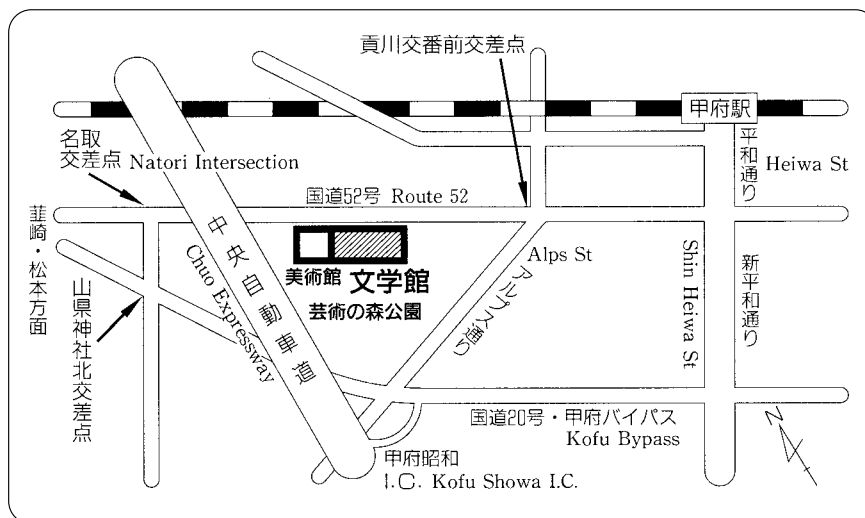 貢川交番前交差点
甲府駅
名取
交差点 Natori Intersection
平和通り
Heiwa St
国道52号 Route 52
韮崎・松本方面
山県神社北交差点
中央自動車道
Chuo Expressway
美術館 文学館
芸術の森公園
Alps St
アルプス通り
Shin Heiwa St
新平和通り
国道20号・甲府バイパス
Kofu Bypass
甲府昭和
I.C. Kofu Showa I.C.
N